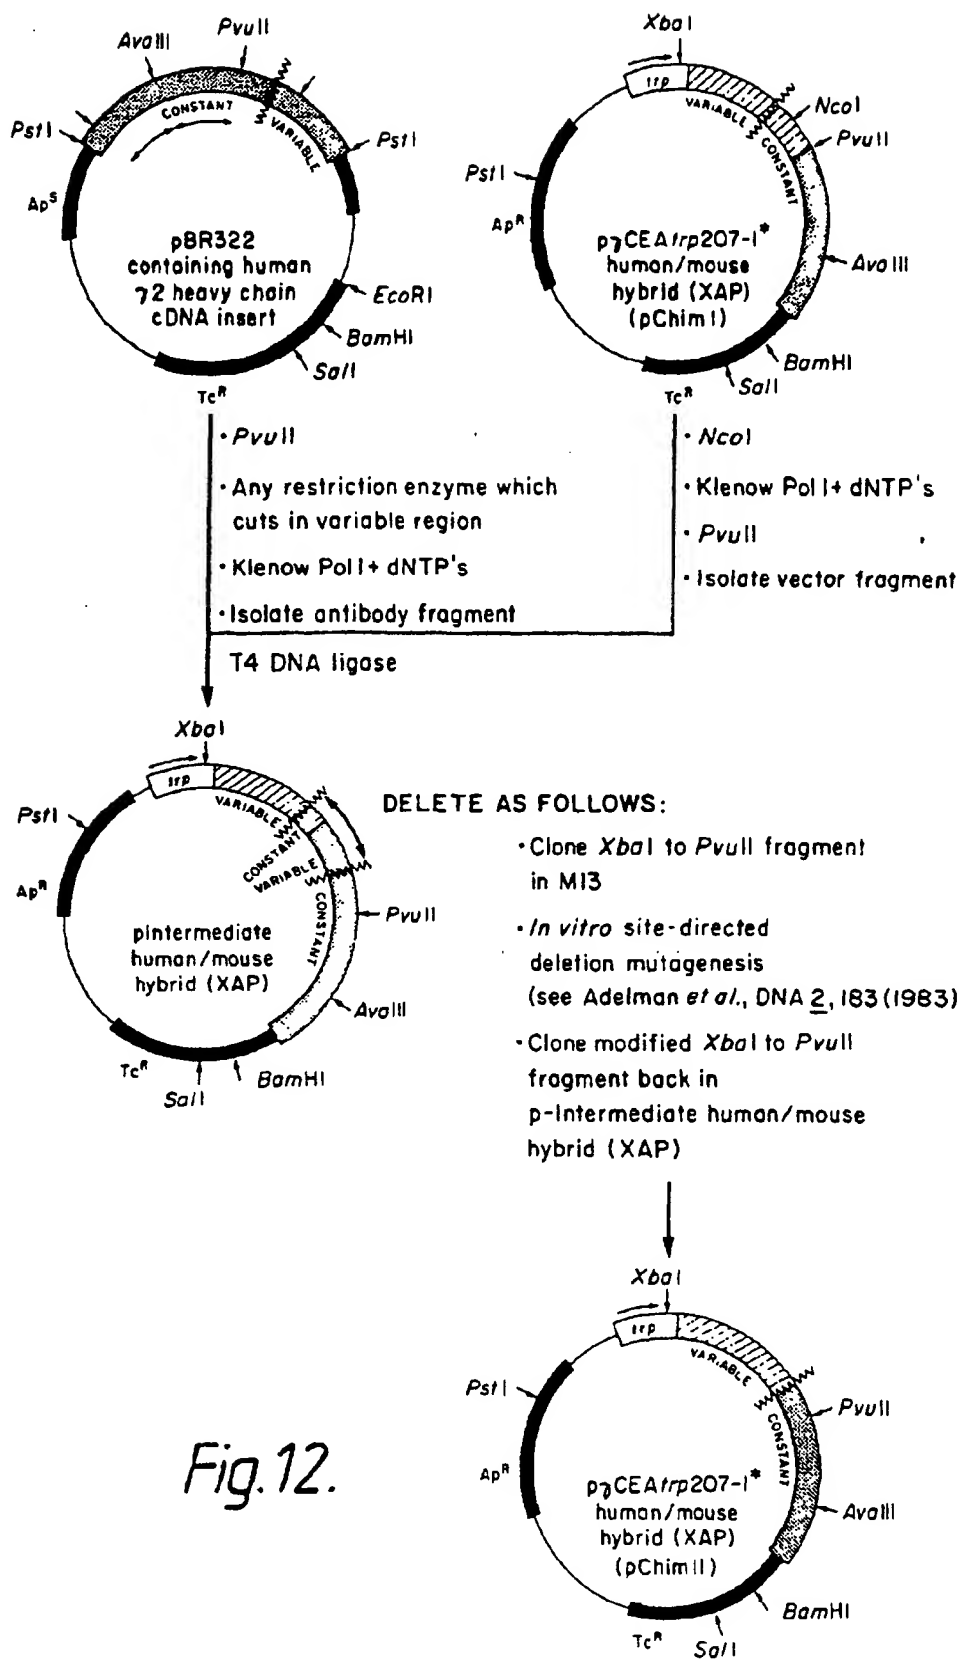 AvaIII
PvuII
PstI
PstI
CONSTANT
VARIABLE
Ap^S
pBR322
containing human
γ2 heavy chain
cDNA insert
EcoRI
BamHI
SalI
Tc^R
XbaI
trp
VARIABLE
CONSTANT
NcoI
PvuII
PstI
Ap^R
pγCEAtrp207-1*
human/mouse
hybrid (XAP)
(pChim I)
AvaIII
BamHI
SalI
Tc^R
· PvuII
· Any restriction enzyme which
cuts in variable region
· Klenow Pol I + dNTP's
· Isolate antibody fragment
· NcoI
· Klenow Pol I + dNTP's
· PvuII
· Isolate vector fragment
T4 DNA ligase
XbaI
trp
VARIABLE
CONSTANT
VARIABLE
CONSTANT
PstI
Ap^R
PvuII
pIntermediate
human/mouse
hybrid (XAP)
AvaIII
Tc^R
SalI
BamHI
DELETE AS FOLLOWS:
· Clone XbaI to PvuII fragment
in M13
· In vitro site-directed
deletion mutagenesis
(see Adelman et al., DNA 2, 183 (1983)
· Clone modified XbaI to PvuII
fragment back in
p-Intermediate human/mouse
hybrid (XAP)
XbaI
trp
VARIABLE
CONSTANT
PstI
PvuII
Ap^R
pγCEAtrp207-1*
human/mouse
hybrid (XAP)
(pChim II)
AvaIII
BamHI
SalI
Tc^R
Fig.12.